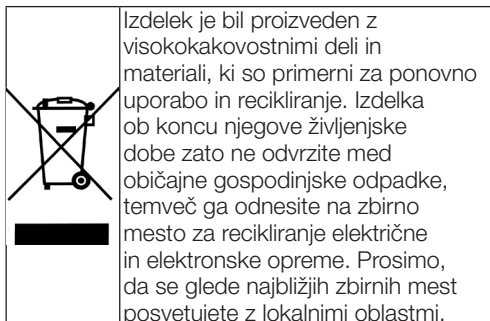 Izdelek je bil proizveden z
visokokakovostnimi deli in
materiali, ki so primerni za ponovno
uporabo in recikliranje. Izdelka
ob koncu njegove življenjske
dobe zato ne odvrzite med
običajne gospodinjske odpadke,
temveč ga odnesite na zbirno
mesto za recikliranje električne
in elektronske opreme. Prosimo,
da se glede najbližjih zbirnih mest
posvetujete z lokalnimi oblastmi.